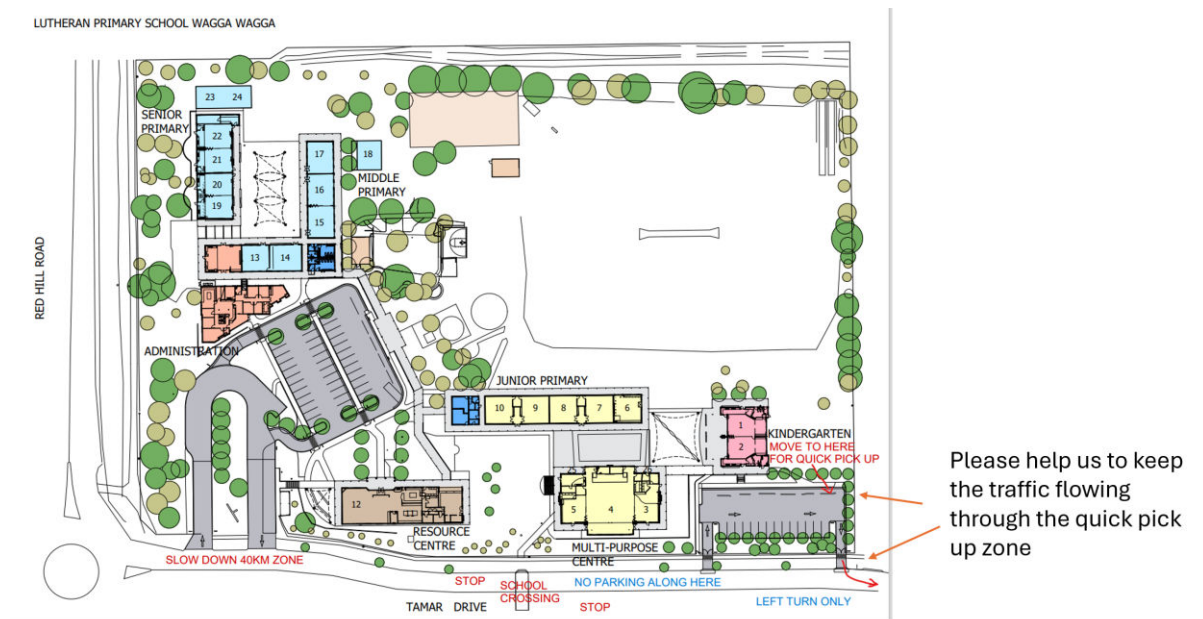 LUTHERAN PRIMARY SCHOOL WAGGA WAGGA
23 24
SENIOR
PRIMARY
22
21
20
19
17
16
15
18
MIDDLE
PRIMARY
13 14
RED HILL ROAD
ADMINISTRATION
JUNIOR PRIMARY
10 9 8 7 6
1
2
KINDERGARTEN
MOVE TO HERE
FOR QUICK PICK UP
Please help us to keep
the traffic flowing
through the quick pick
up zone
12
5 4 3
RESOURCE
CENTRE
MULTI-PURPOSE
CENTRE
SLOW DOWN 40KM ZONE
STOP
SCHOOL
CROSSING
NO PARKING ALONG HERE
STOP
LEFT TURN ONLY
TAMAR DRIVE